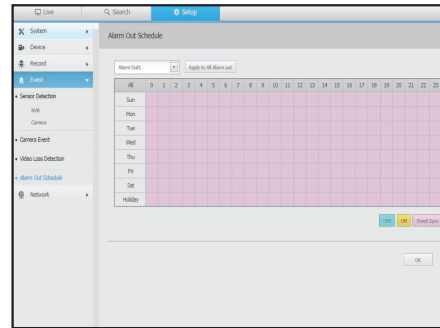 Live Search Setup
System
Device
Record
Event
Sensor Detection
NVR
Camera
Camera Event
Video Loss Detection
Alarm Out Schedule
Network
Alarm Out Schedule
Alarm Out1 Apply to All Alarm out
All 0 1 2 3 4 5 6 7 8 9 10 11 12 13 14 15 16 17 18 19 20 21 22 23
Sun
Mon
Tue
Wed
Thu
Fri
Sat
Holiday
OFF ON Event Sync
OK